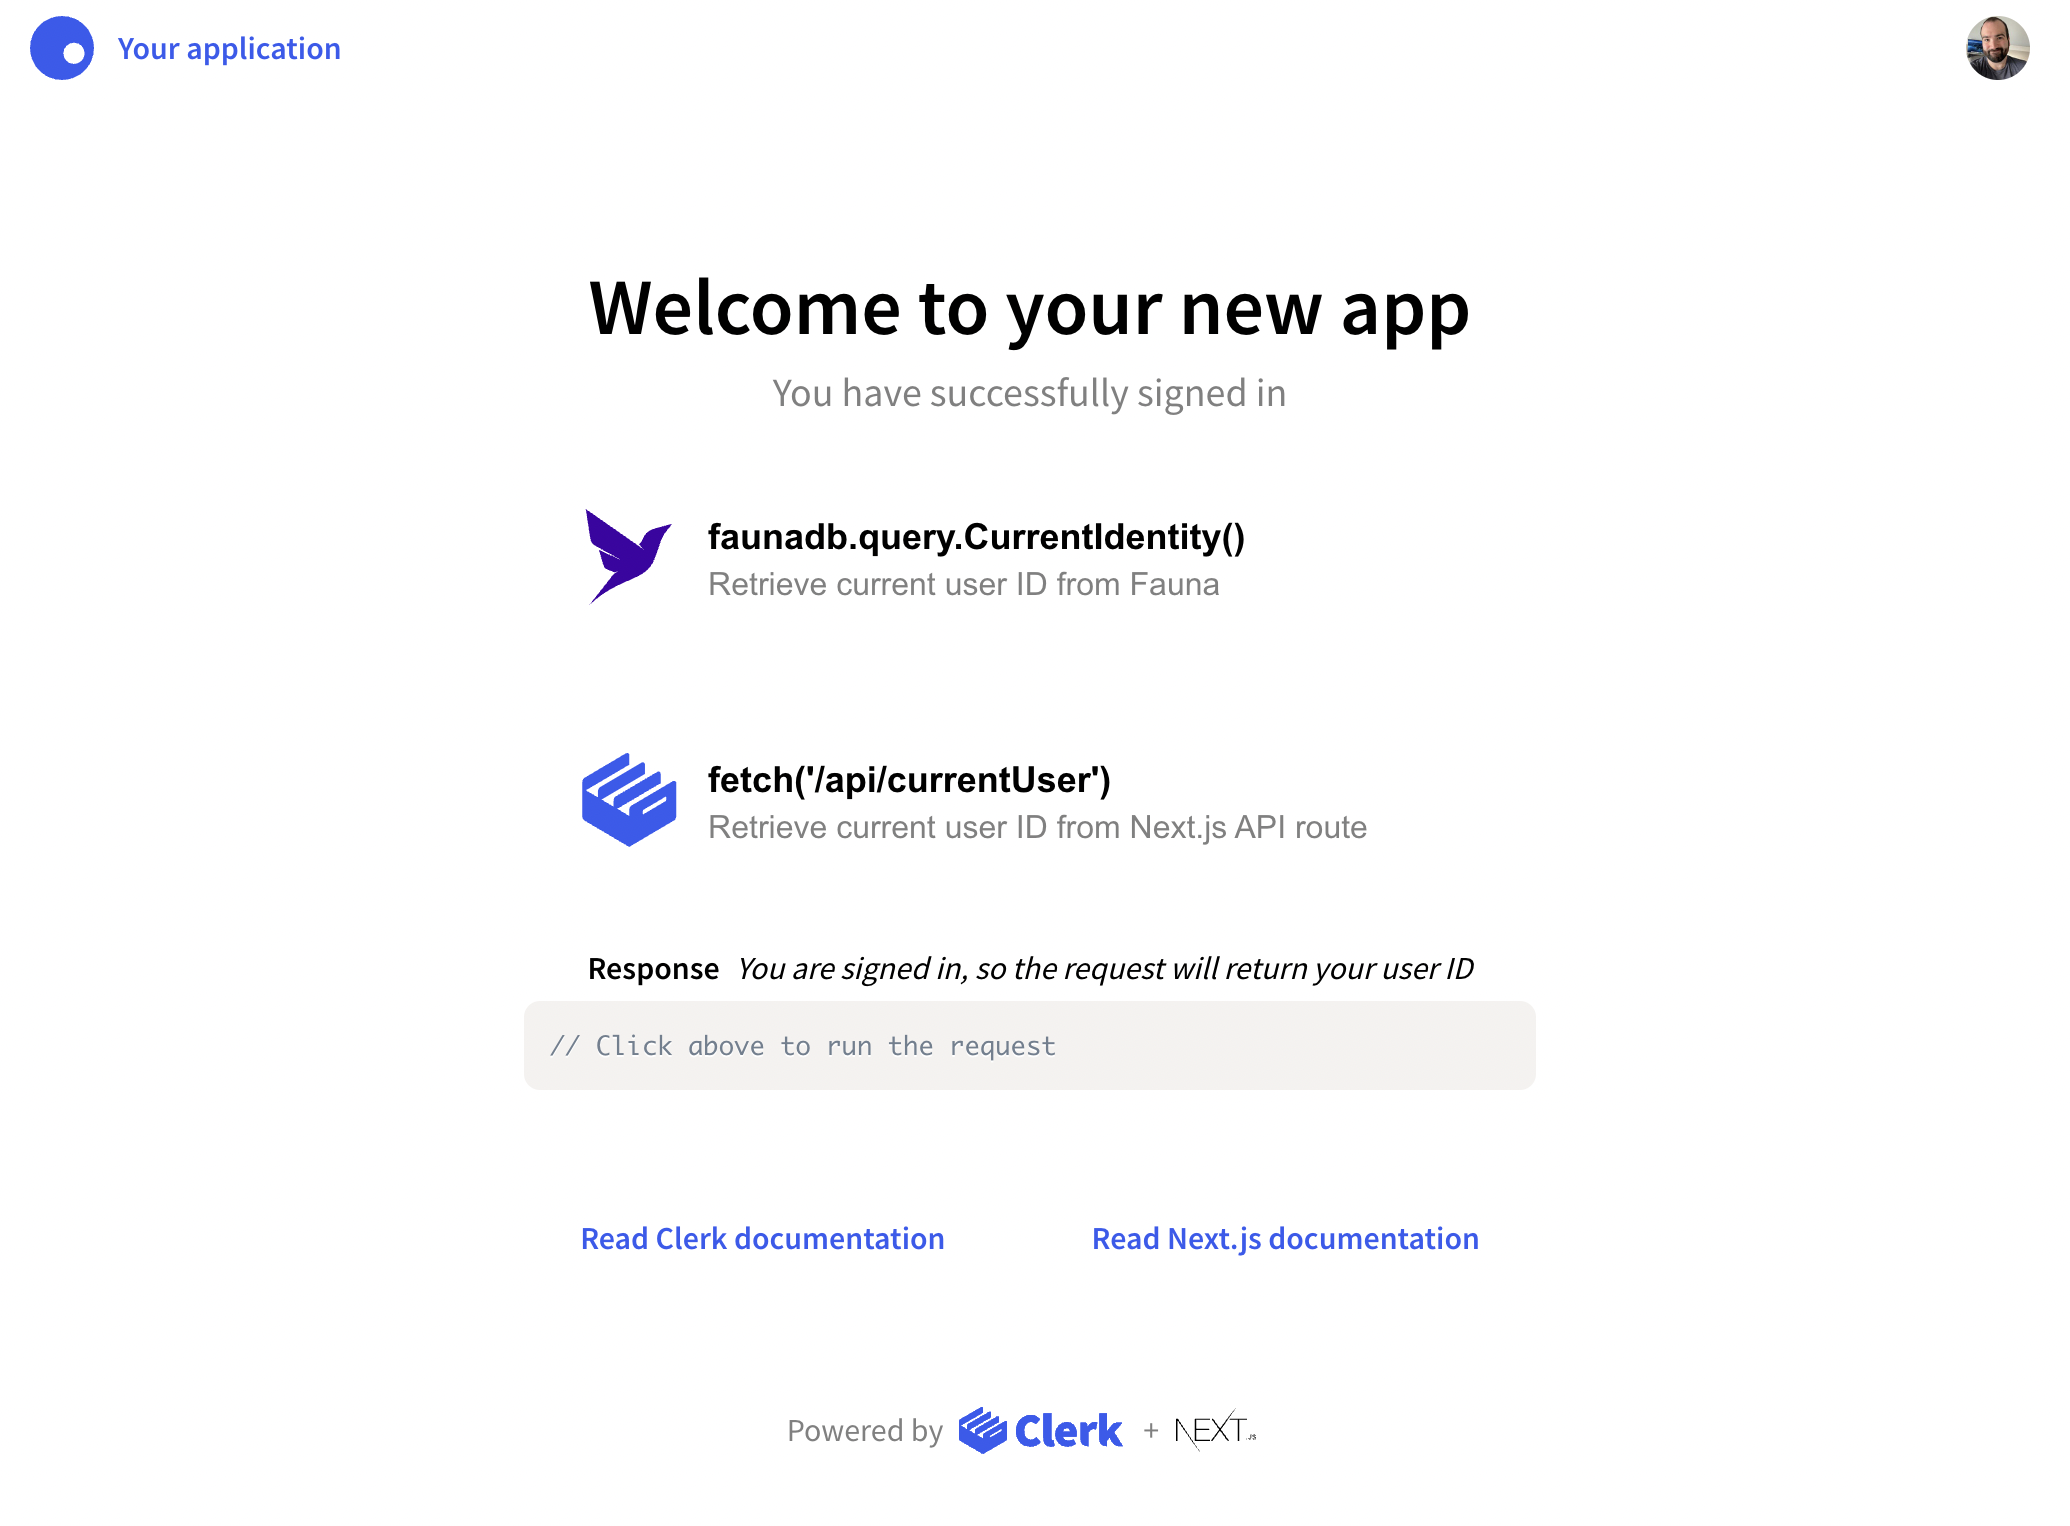 Your application
Welcome to your new app
You have successfully signed in
faunadb.query.CurrentIdentity()
Retrieve current user ID from Fauna
fetch('/api/currentUser')
Retrieve current user ID from Next.js API route
Response You are signed in, so the request will return your user ID
// Click above to run the request
Read Clerk documentation Read Next.js documentation
Powered by Clerk + NEXT.JS